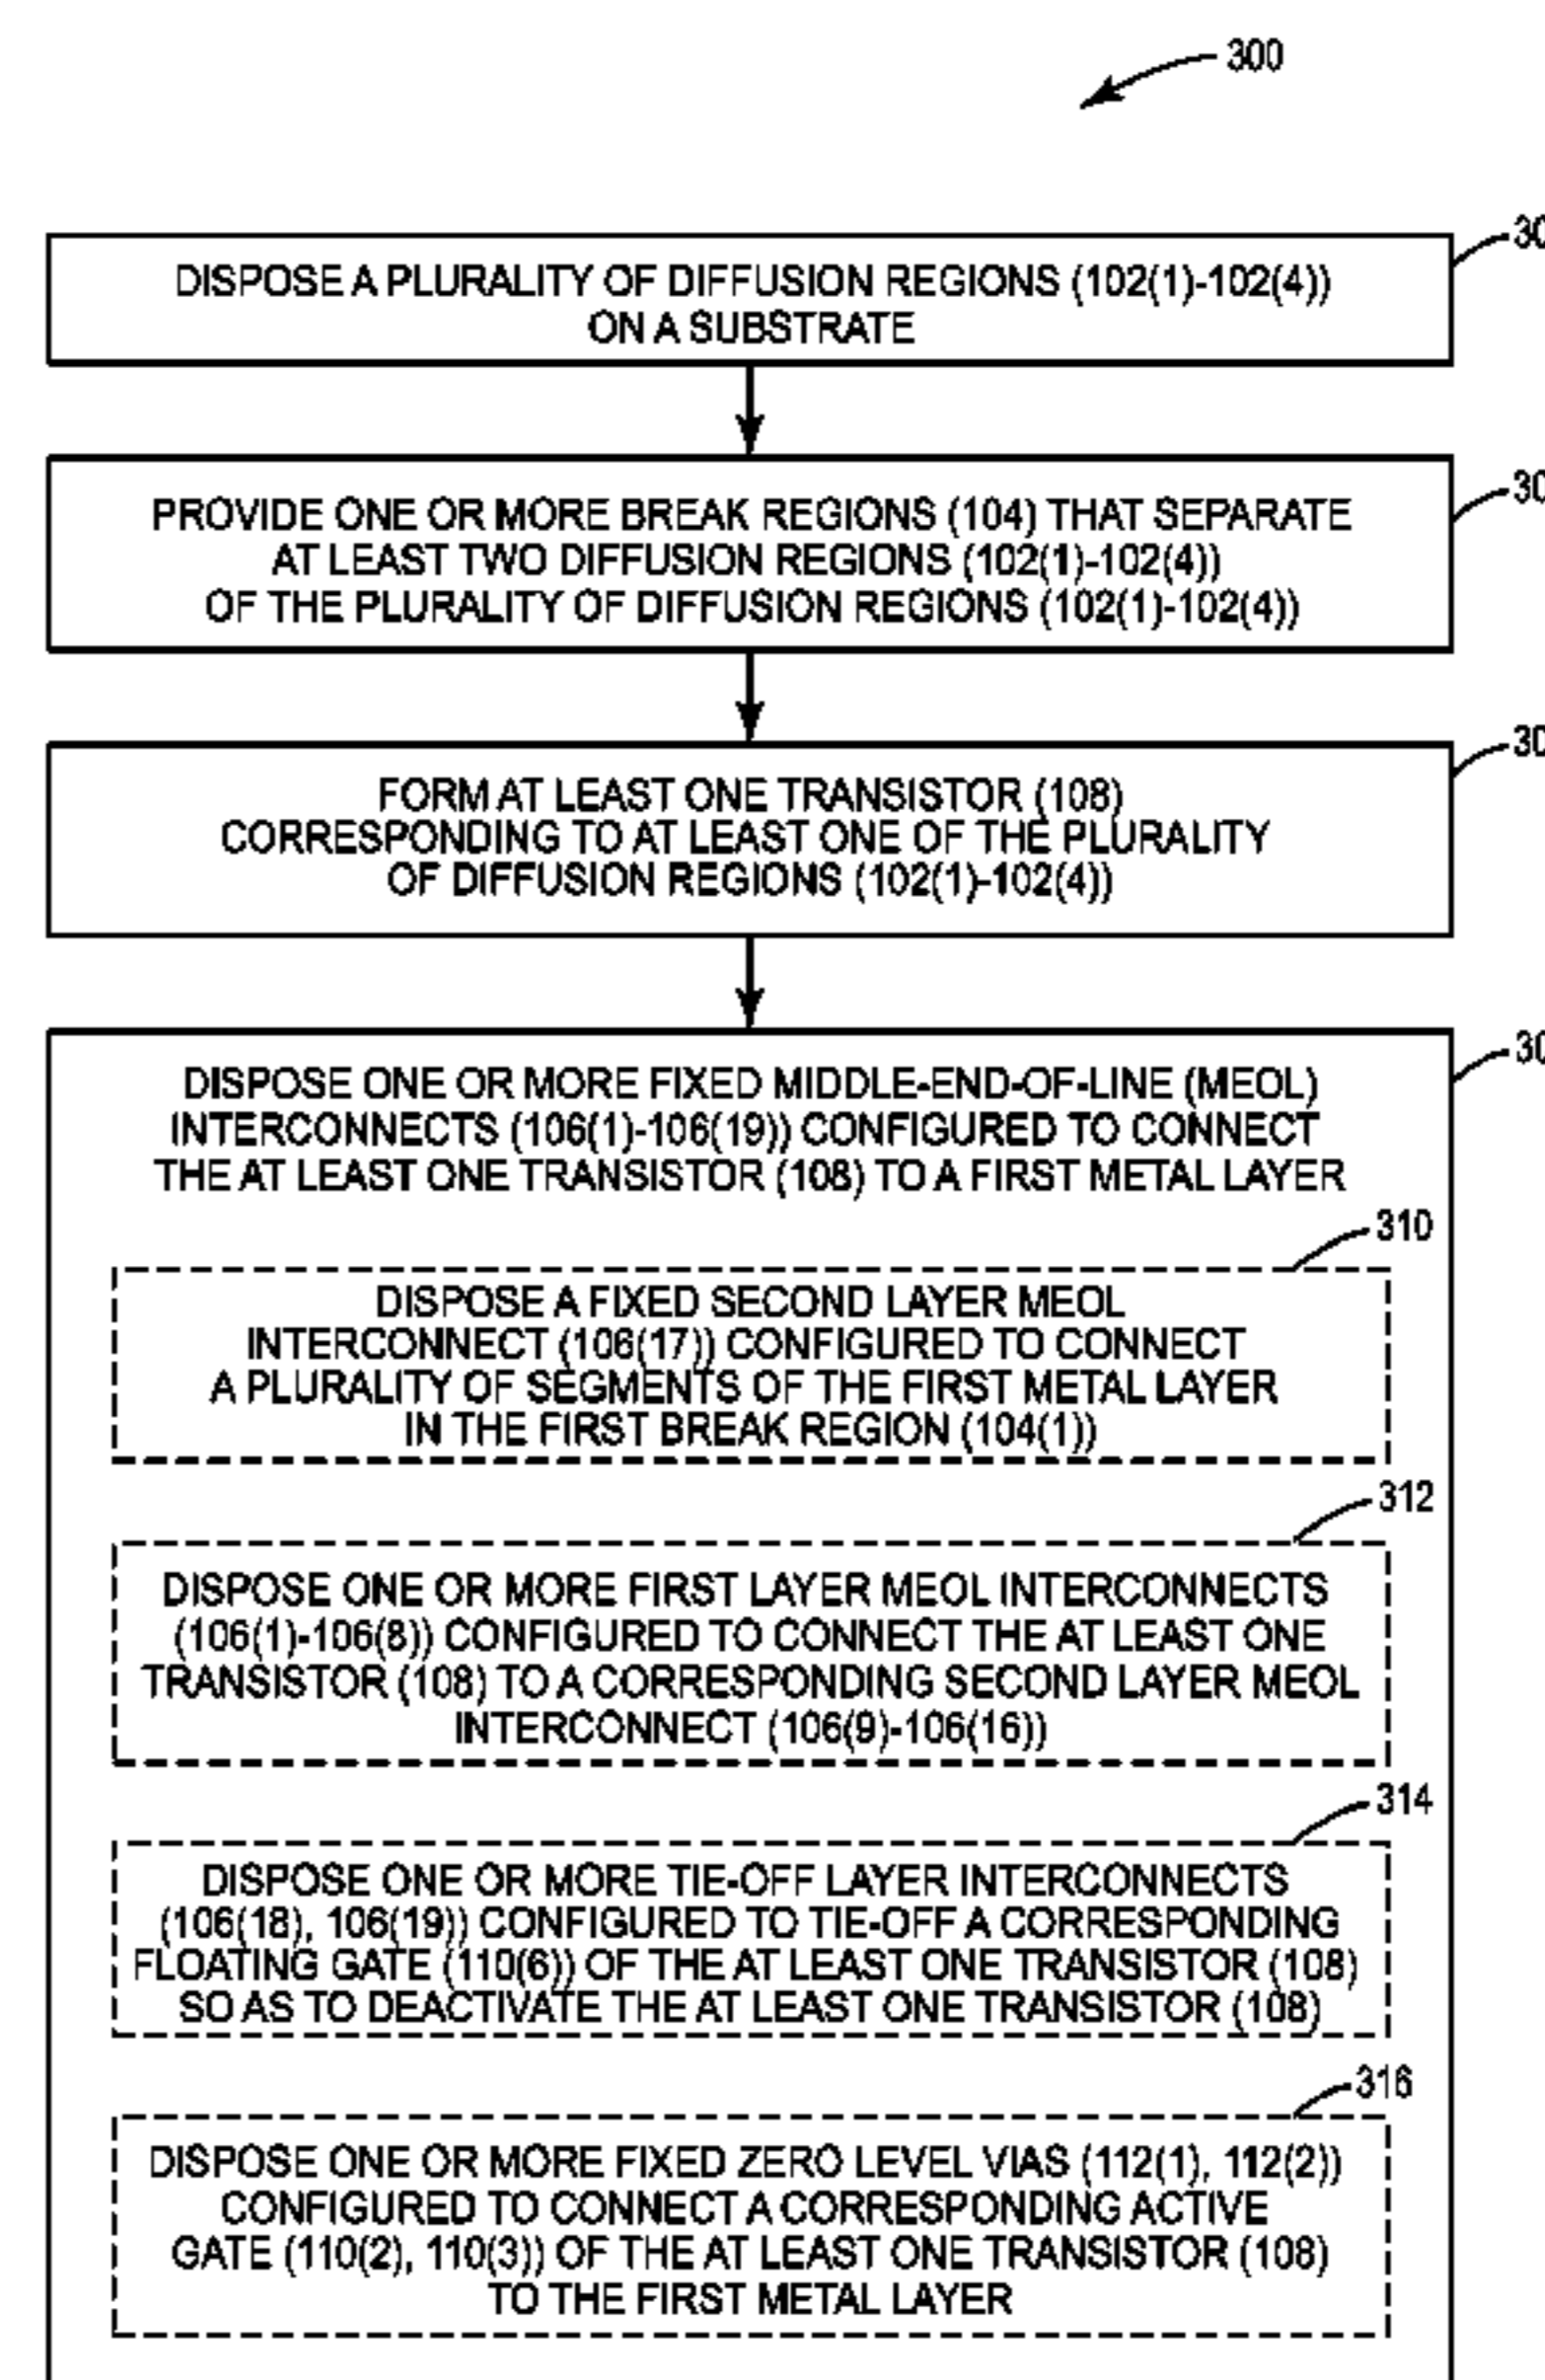 300
30
DISPOSE A PLURALITY OF DIFFUSION REGIONS (102(1)-102(4))
ON A SUBSTRATE
30
PROVIDE ONE OR MORE BREAK REGIONS (104) THAT SEPARATE
AT LEAST TWO DIFFUSION REGIONS (102(1)-102(4))
OF THE PLURALITY OF DIFFUSION REGIONS (102(1)-102(4))
30
FORM AT LEAST ONE TRANSISTOR (108)
CORRESPONDING TO AT LEAST ONE OF THE PLURALITY
OF DIFFUSION REGIONS (102(1)-102(4))
30
DISPOSE ONE OR MORE FIXED MIDDLE-END-OF-LINE (MEOL)
INTERCONNECTS (106(1)-106(19)) CONFIGURED TO CONNECT
THE AT LEAST ONE TRANSISTOR (108) TO A FIRST METAL LAYER
310
DISPOSE A FIXED SECOND LAYER MEOL
INTERCONNECT (106(17)) CONFIGURED TO CONNECT
A PLURALITY OF SEGMENTS OF THE FIRST METAL LAYER
IN THE FIRST BREAK REGION (104(1))
312
DISPOSE ONE OR MORE FIRST LAYER MEOL INTERCONNECTS
(106(1)-106(8)) CONFIGURED TO CONNECT THE AT LEAST ONE
TRANSISTOR (108) TO A CORRESPONDING SECOND LAYER MEOL
INTERCONNECT (106(9)-106(16))
314
DISPOSE ONE OR MORE TIE-OFF LAYER INTERCONNECTS
(106(18), 106(19)) CONFIGURED TO TIE-OFF A CORRESPONDING
FLOATING GATE (110(6)) OF THE AT LEAST ONE TRANSISTOR (108)
SO AS TO DEACTIVATE THE AT LEAST ONE TRANSISTOR (108)
316
DISPOSE ONE OR MORE FIXED ZERO LEVEL VIAS (112(1), 112(2))
CONFIGURED TO CONNECT A CORRESPONDING ACTIVE
GATE (110(2), 110(3)) OF THE AT LEAST ONE TRANSISTOR (108)
TO THE FIRST METAL LAYER